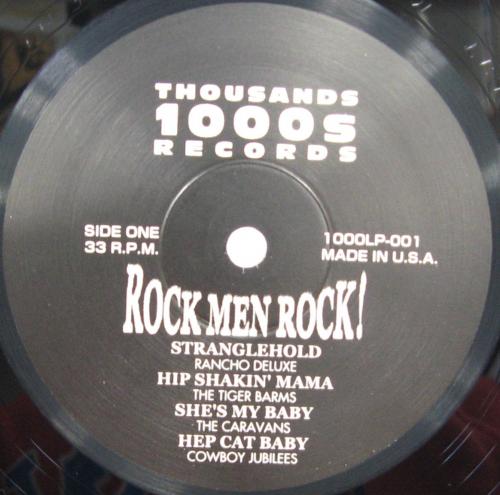 THOUSANDS
1000S
RECORDS
SIDE ONE
33 R.P.M.
1000LP-001
MADE IN U.S.A.
ROCK MEN ROCK!
STRANGLEHOLD
RANCHO DELUXE
HIP SHAKIN' MAMA
THE TIGER BARMS
SHE'S MY BABY
THE CARAVANS
HEP CAT BABY
COWBOY JUBILEES